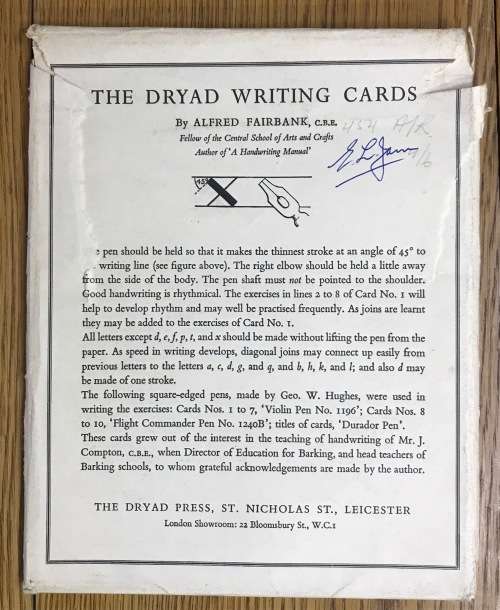 THE DRYAD WRITING CARDS
By ALFRED FAIRBANK, C.B.E.
Fellow of the Central School of Arts and Crafts
Author of 'A Handwriting Manual'
454 A/R
E. L.
45°
pen should be held so that it makes the thinnest stroke at an angle of 45° to
writing line (see figure above). The right elbow should be held a little away
from the side of the body. The pen shaft must not be pointed to the shoulder.
Good handwriting is rhythmical. The exercises in lines 2 to 8 of Card No. 1 will
help to develop rhythm and may well be practised frequently. As joins are learnt
they may be added to the exercises of Card No. 1.
All letters except d, e, f, p, t, and x should be made without lifting the pen from the
paper. As speed in writing develops, diagonal joins may connect up easily from
previous letters to the letters a, c, d, g, and q, and b, h, k, and l; and also d may
be made of one stroke.
The following square-edged pens, made by Geo. W. Hughes, were used in
writing the exercises: Cards Nos. 1 to 7, 'Violin Pen No. 1196'; Cards Nos. 8
to 10, 'Flight Commander Pen No. 1240B'; titles of cards, 'Durador Pen'.
These cards grew out of the interest in the teaching of handwriting of Mr. J.
Compton, C.B.E., when Director of Education for Barking, and head teachers of
Barking schools, to whom grateful acknowledgements are made by the author.
THE DRYAD PRESS, ST. NICHOLAS ST., LEICESTER
London Showroom: 22 Bloomsbury St., W.C.1